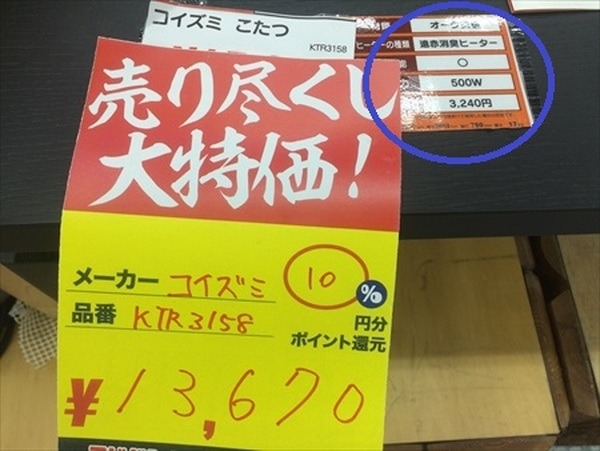 コイズミ こたつ
KTR3158
オーク
ヒーターの種類 遠赤消臭ヒーター
〇
500W
3,240円
売り尽くし
大特価!
メーカー コイズミ
10%
品番 KTR3158
円分
ポイント還元
¥13,670